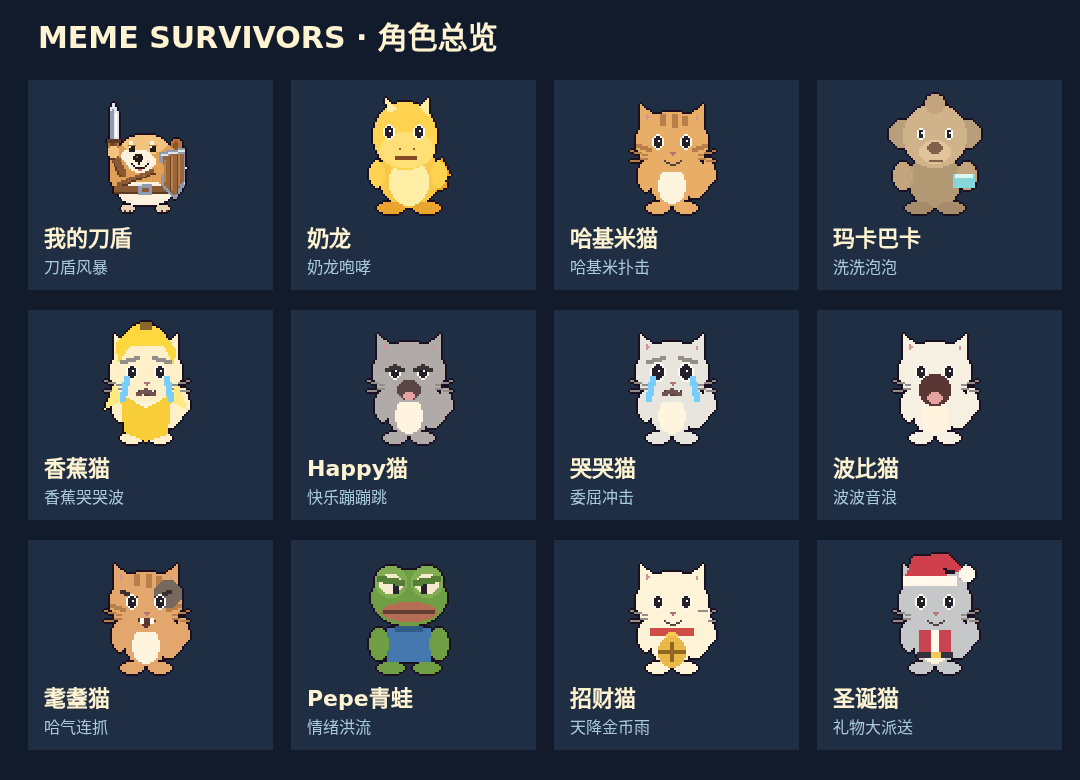 MEME SURVIVORS · 角色总览
我的刀盾
刀盾风暴
奶龙
奶龙咆哮
哈基米猫
哈基米扑击
玛卡巴卡
洗洗泡泡
香蕉猫
香蕉哭哭波
Happy猫
快乐蹦蹦跳
哭哭猫
委屈冲击
波比猫
波波音浪
耄耋猫
哈气连抓
Pepe青蛙
情绪洪流
招财猫
天降金币雨
圣诞猫
礼物大派送